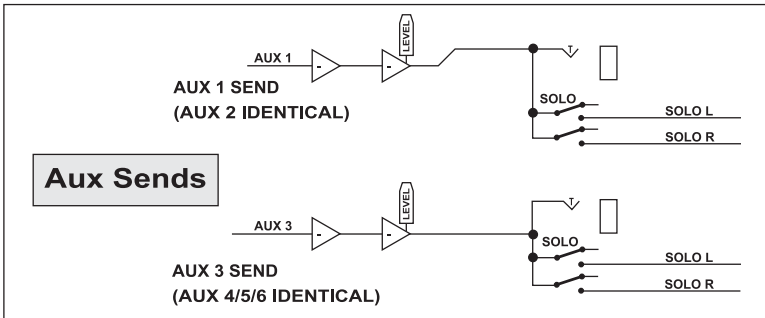 AUX 1
LEVEL
T
-
-
AUX 1 SEND
SOLO
(AUX 2 IDENTICAL)
SOLO L
SOLO R
Aux Sends
LEVEL
T
AUX 3
-
-
SOLO
AUX 3 SEND
SOLO L
(AUX 4/5/6 IDENTICAL)
SOLO R